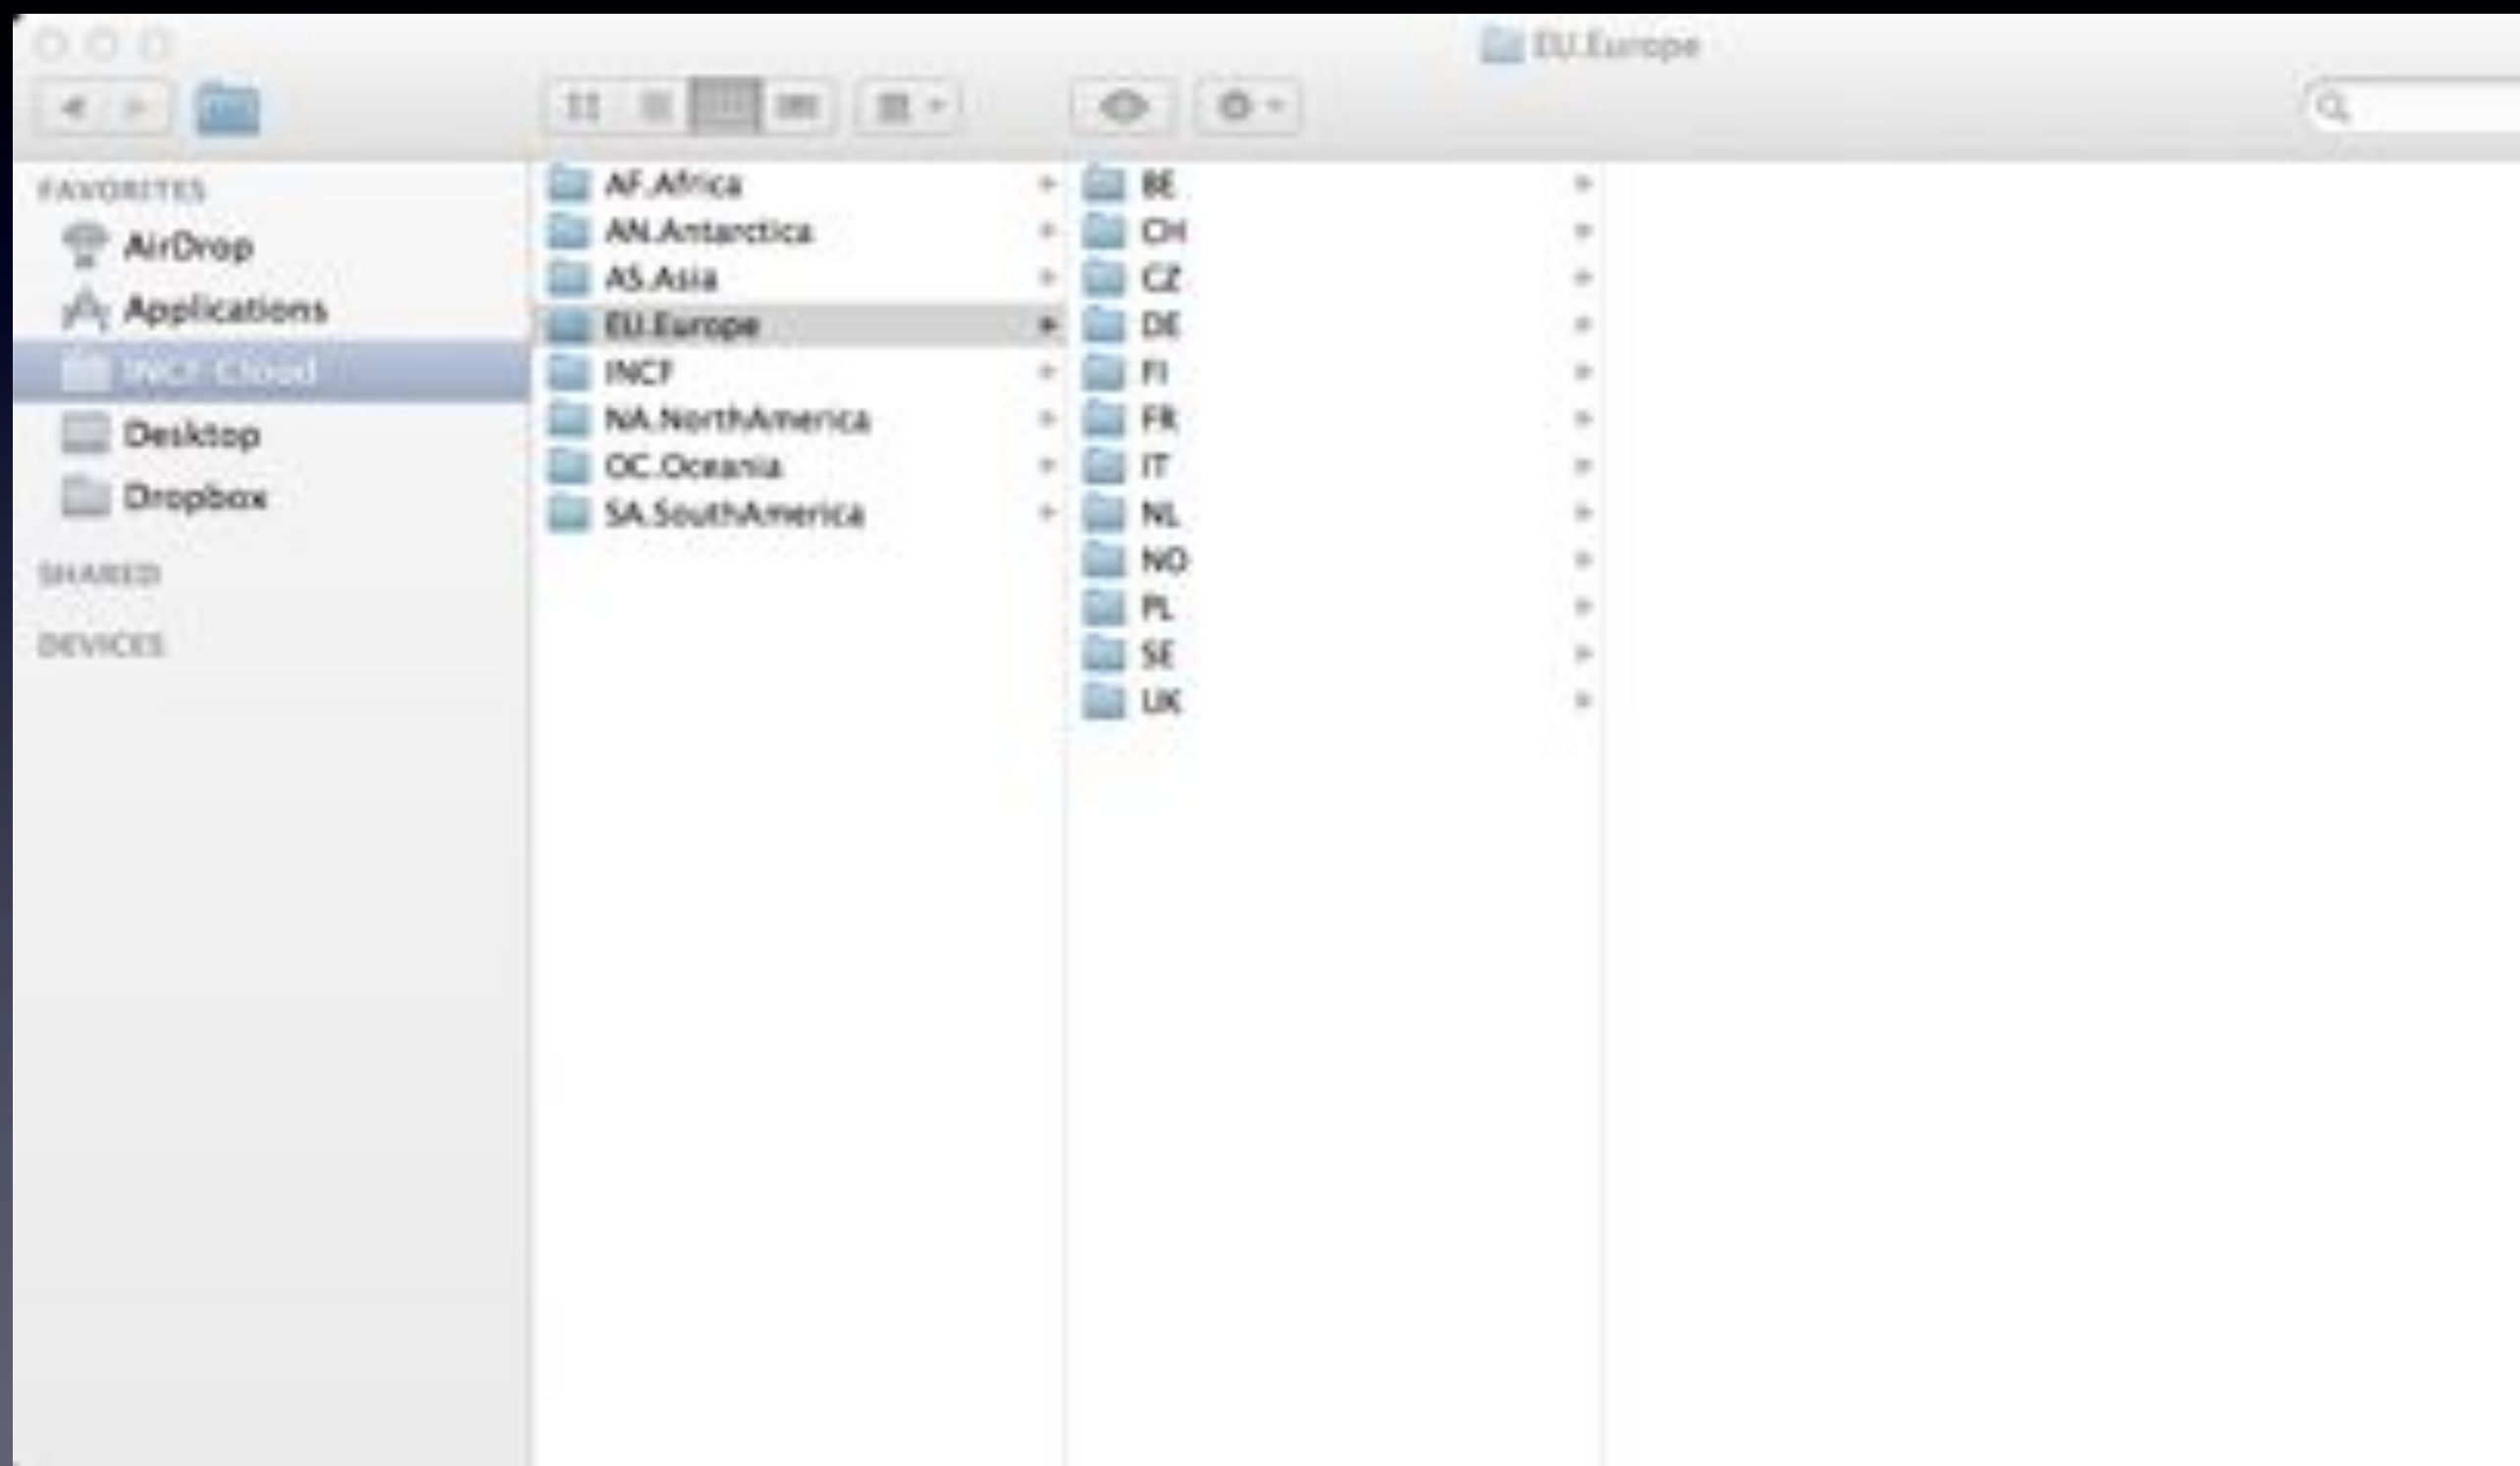 EU.Europe
FAVORITES
AirDrop
Applications
INCF Cloud
Desktop
Dropbox
SHARED
DEVICES
AF.Africa
AN.Antarctica
AS.Asia
EU.Europe
INCF
NA.NorthAmerica
OC.Oceania
SA.SouthAmerica
BE
CH
CZ
DE
FI
FR
IT
NL
NO
PL
SE
UK